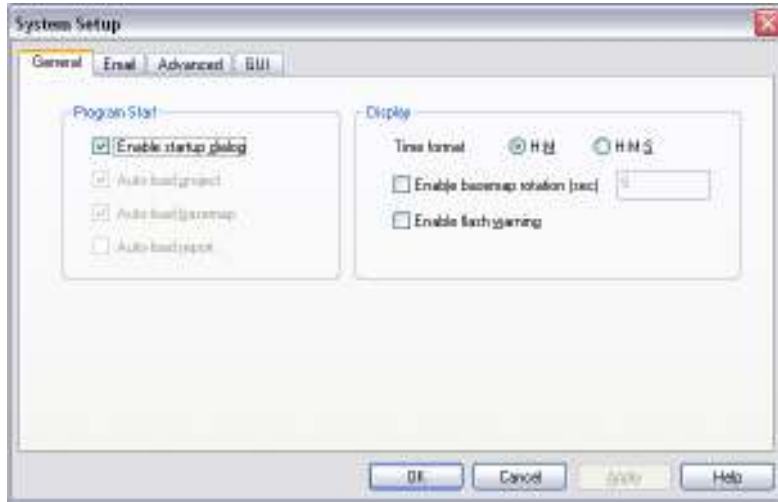 System Setup
General Email Advanced GUI
Program Start
Enable startup dialog
Auto load project
Auto load basemap
Auto load report
Display
Time format H M H M S
Enable basemap rotation (sec)
Enable flash warning
OK Cancel Apply Help